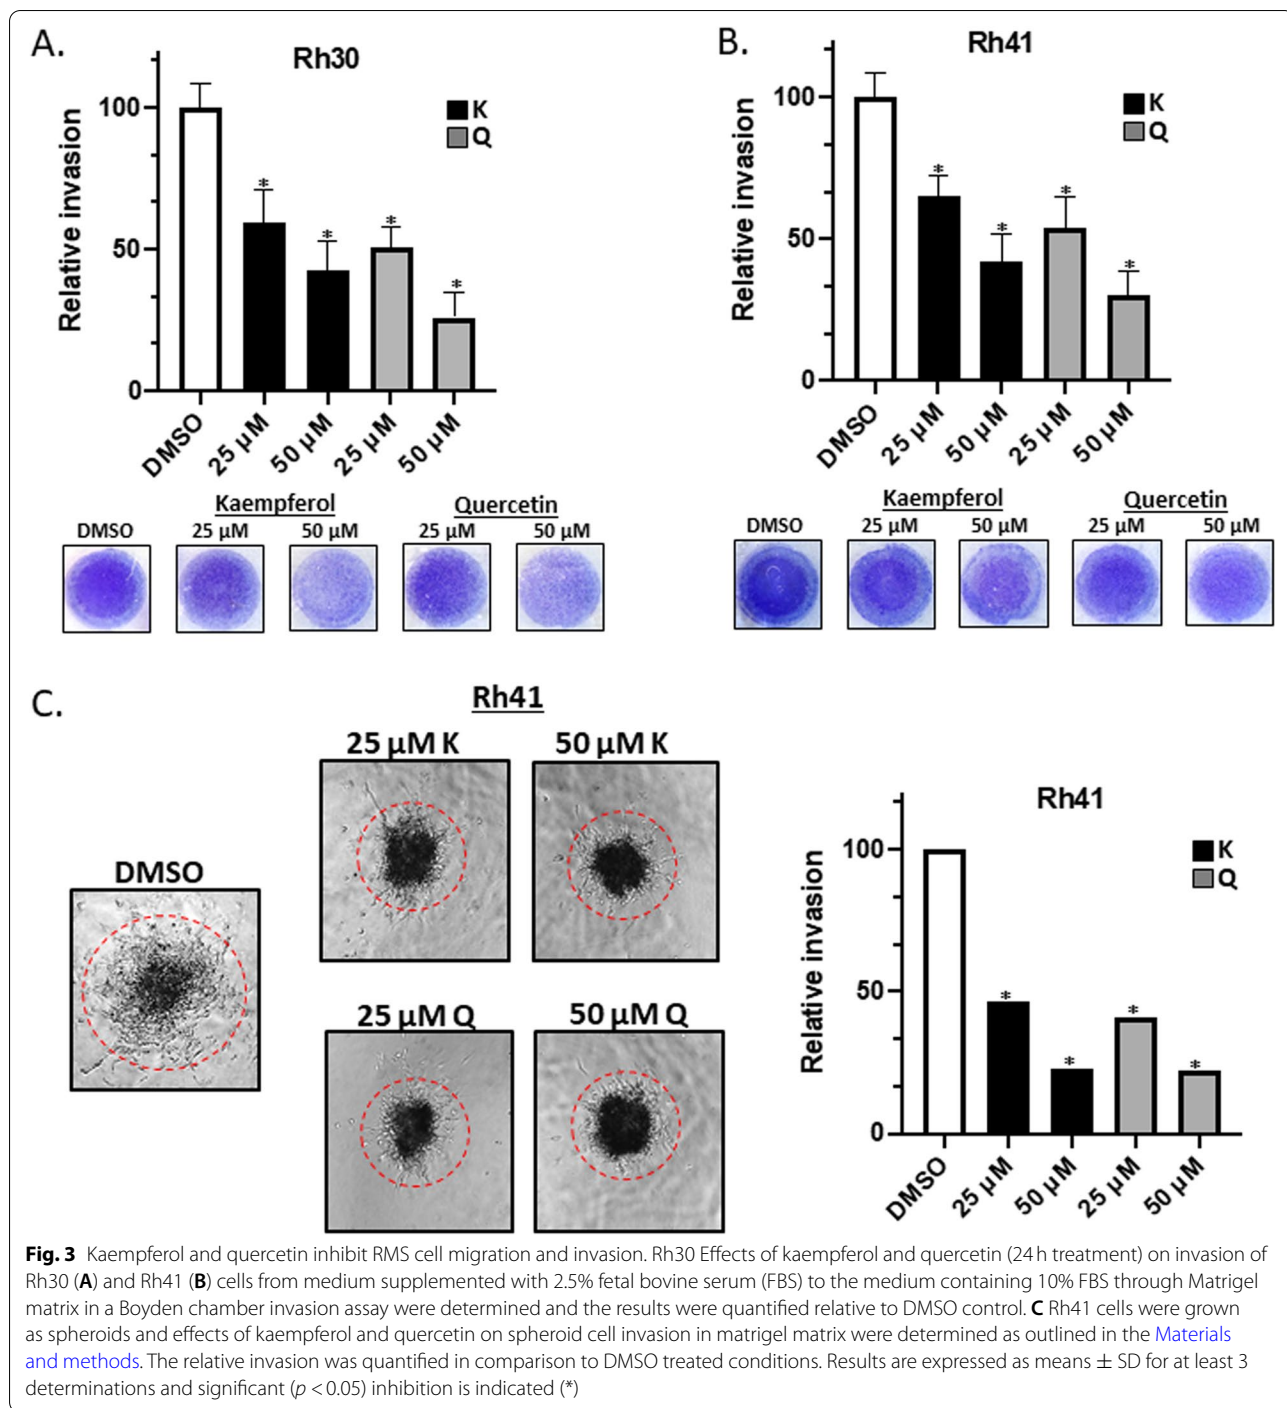 A.
Rh30
Relative invasion
100
50
0
K
Q
*
*
*
*
DMSO
25 µM
50 µM
25 µM
50 µM
Kaempferol
Quercetin
DMSO
25 µM
50 µM
25 µM
50 µM
B.
Rh41
Relative invasion
100
50
0
K
Q
*
*
*
*
DMSO
25 µM
50 µM
25 µM
50 µM
Kaempferol
Quercetin
DMSO
25 µM
50 µM
25 µM
50 µM
C.
Rh41
DMSO
25 µM K
50 µM K
25 µM Q
50 µM Q
Rh41
Relative invasion
100
50
0
K
Q
*
*
*
*
DMSO
25 µM
50 µM
25 µM
50 µM
Fig. 3 Kaempferol and quercetin inhibit RMS cell migration and invasion. Rh30 Effects of kaempferol and quercetin (24 h treatment) on invasion of
Rh30 (A) and Rh41 (B) cells from medium supplemented with 2.5% fetal bovine serum (FBS) to the medium containing 10% FBS through Matrigel
matrix in a Boyden chamber invasion assay were determined and the results were quantified relative to DMSO control. C Rh41 cells were grown
as spheroids and effects of kaempferol and quercetin on spheroid cell invasion in matrigel matrix were determined as outlined in the Materials
and methods. The relative invasion was quantified in comparison to DMSO treated conditions. Results are expressed as means ± SD for at least 3
determinations and significant (p < 0.05) inhibition is indicated (*)